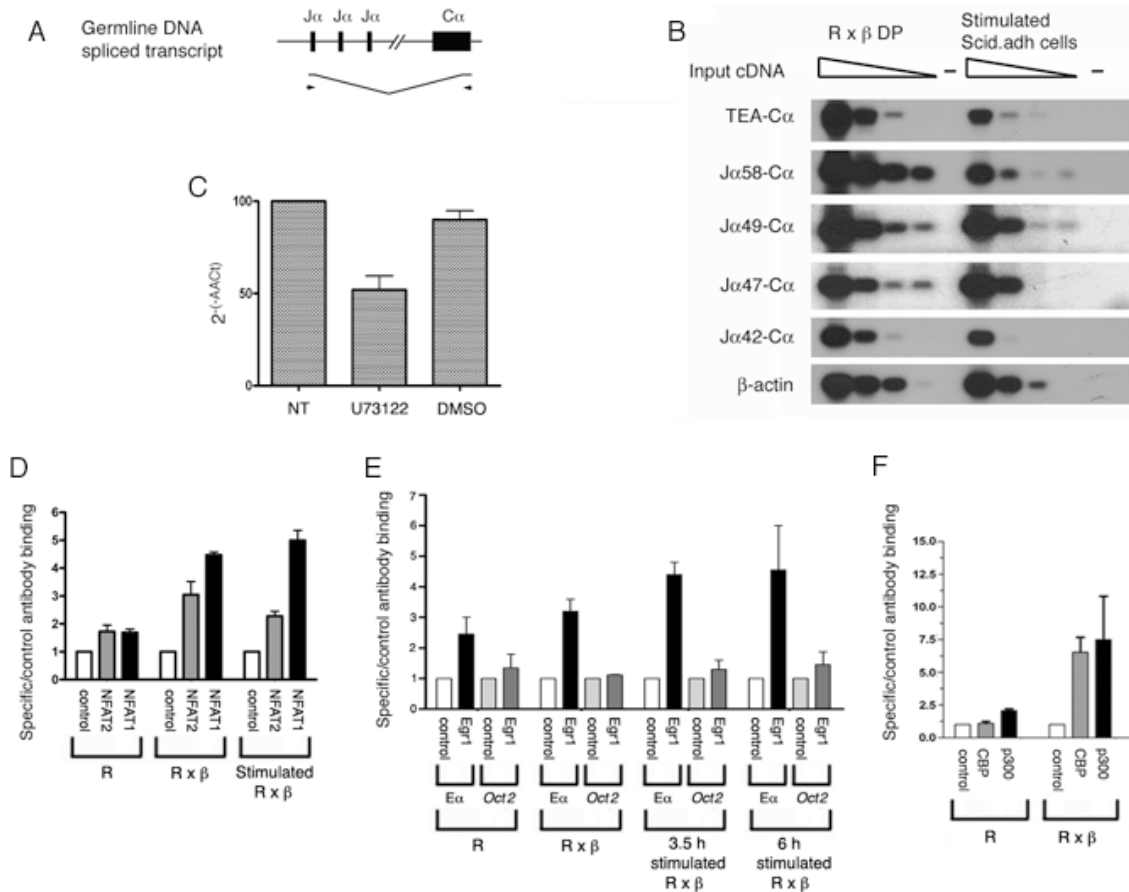 A
Germline DNA
spliced transcript
Jα Jα Jα Cα
B
R x β DP
Stimulated
Scid.adh cells
Input cDNA
– –
TEA-Cα
Jα58-Cα
Jα49-Cα
Jα47-Cα
Jα42-Cα
β-actin
C
2-(-AACt)
100
50
0
NT U73122 DMSO
D
Specific/control antibody binding
7
6
5
4
3
2
1
0
control NFAT2 NFAT1 control NFAT2 NFAT1 control NFAT2 NFAT1
R R x β Stimulated
R x β
E
Specific/control antibody binding
7
6
5
4
3
2
1
0
control Egr1 control Egr1 control Egr1 control Egr1 control Egr1 control Egr1 control Egr1 control Egr1
Eα Oct2 Eα Oct2 Eα Oct2 Eα Oct2
R R x β 3.5 h
stimulated
R x β
6 h
stimulated
R x β
F
Specific/control antibody binding
15.0
12.5
10.0
7.5
5.0
2.5
0.0
control CBP p300 control CBP p300
R R x β